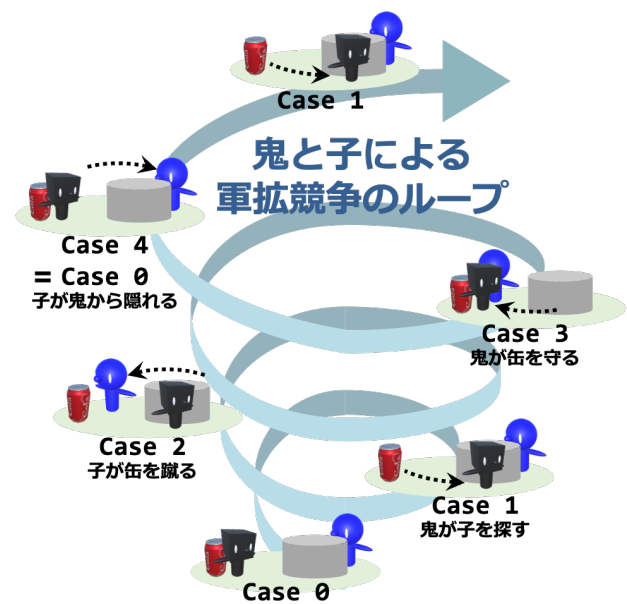 Case 1
鬼と子による
軍拡競争のループ
Case 4
= Case 0
子が鬼から隠れる
Case 3
鬼が缶を守る
Case 2
子が缶を蹴る
Case 1
鬼が子を探す
Case 0